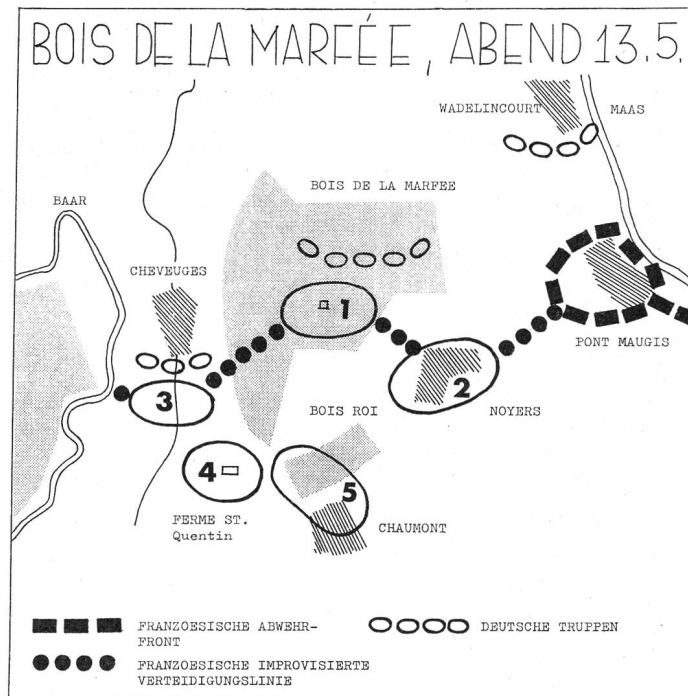 BOIS DE LA MARFÉE, ABEND 13.5.
WADELINCOURT
MAAS
BOIS DE LA MARFEE
BAAR
CHEVEUGES
1
PONT MAUGIS
2
3
BOIS ROI
NOYERS
4
5
FERME ST.
Quentin
CHAUMONT
FRANZOESISCHE ABWEHR-
FRONT
DEUTSCHE TRUPPEN
FRANZOESISCHE IMPROVISIERTE
VERTEIDIGUNGSLINIE